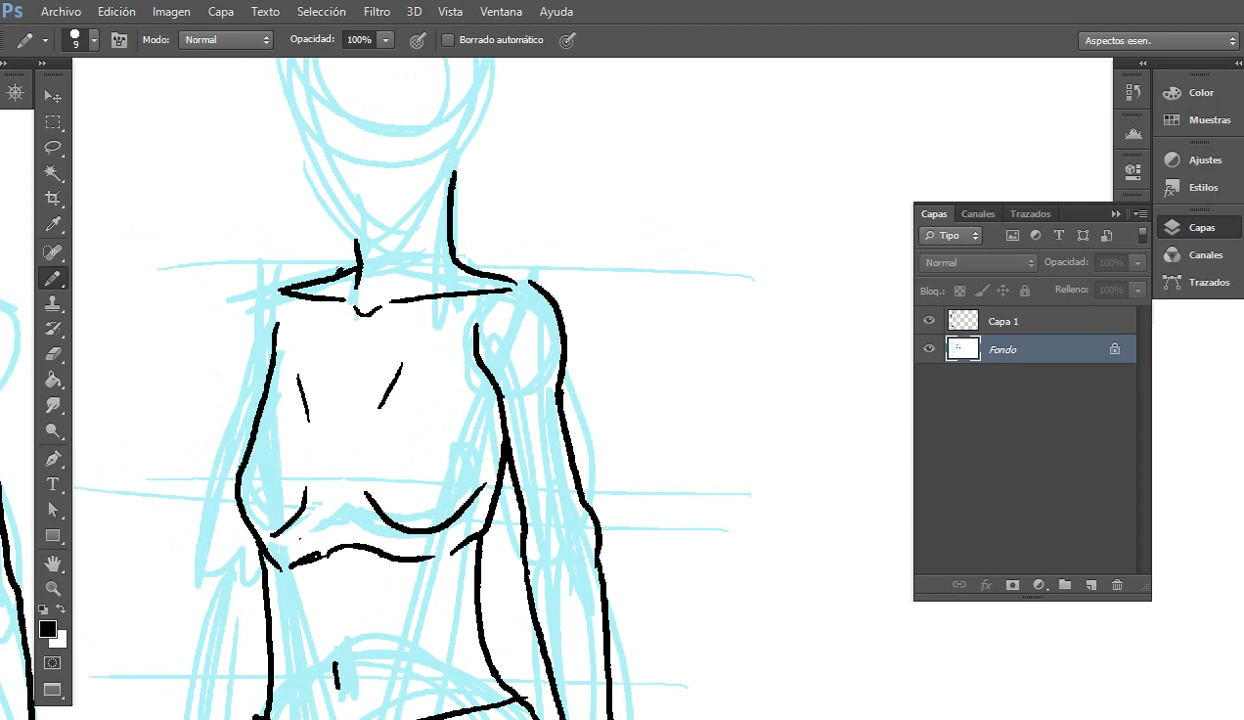 Ps Archivo Edición Imagen Capa Texto Selección Filtro 3D Vista Ventana Ayuda
9 Modo: Normal Opacidad: 100% Borrado automático Aspectos esen.
Color
Muestras
Ajustes
Estilos
Capas
Canales
Trazados
Capas Canales Trazados
Tipo
Normal Opacidad: 100%
Bloq.: Relleno: 100%
Capa 1
Fondo